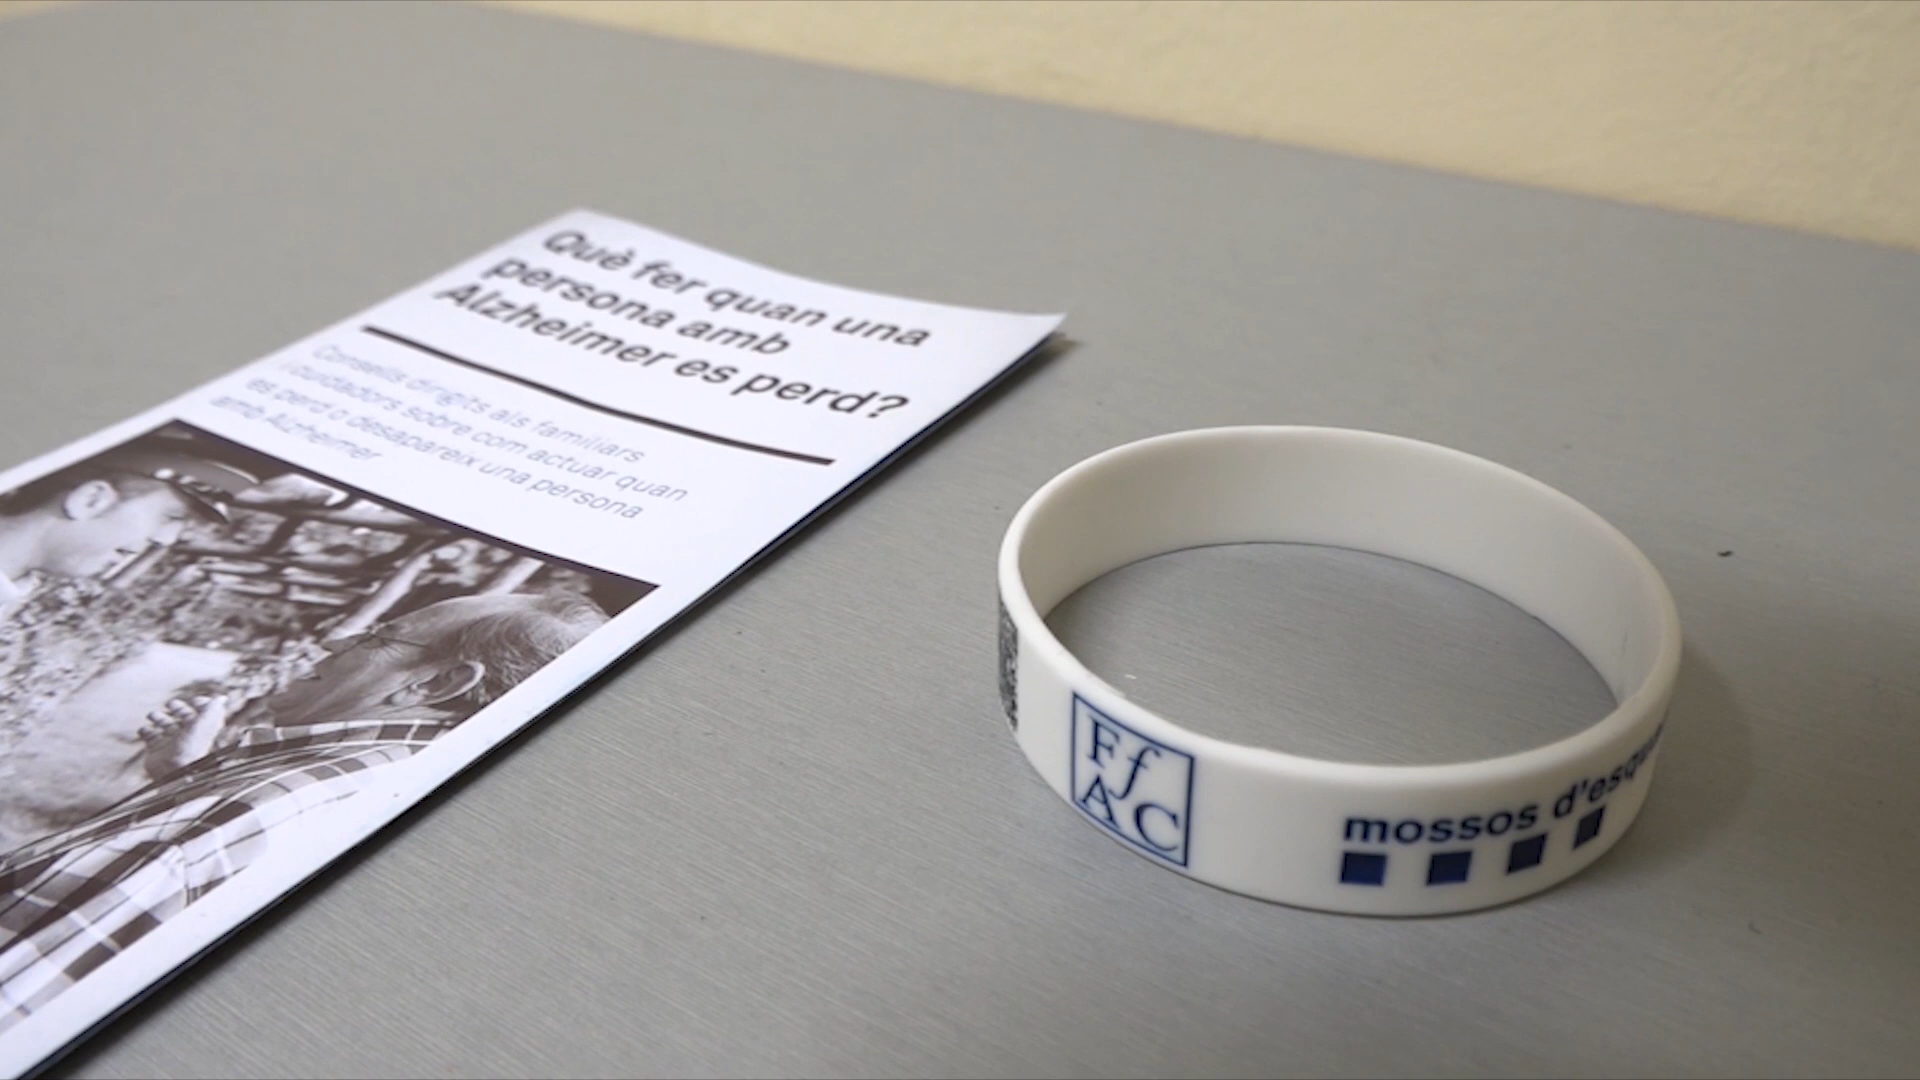 Què fer quan una
persona amb
Alzheimer es perd?
Consells dirigits als familiars
i cuidadors sobre com actuar quan
es perd o desapareix una persona
amb Alzheimer
Ff
AC
mossos d'esqu